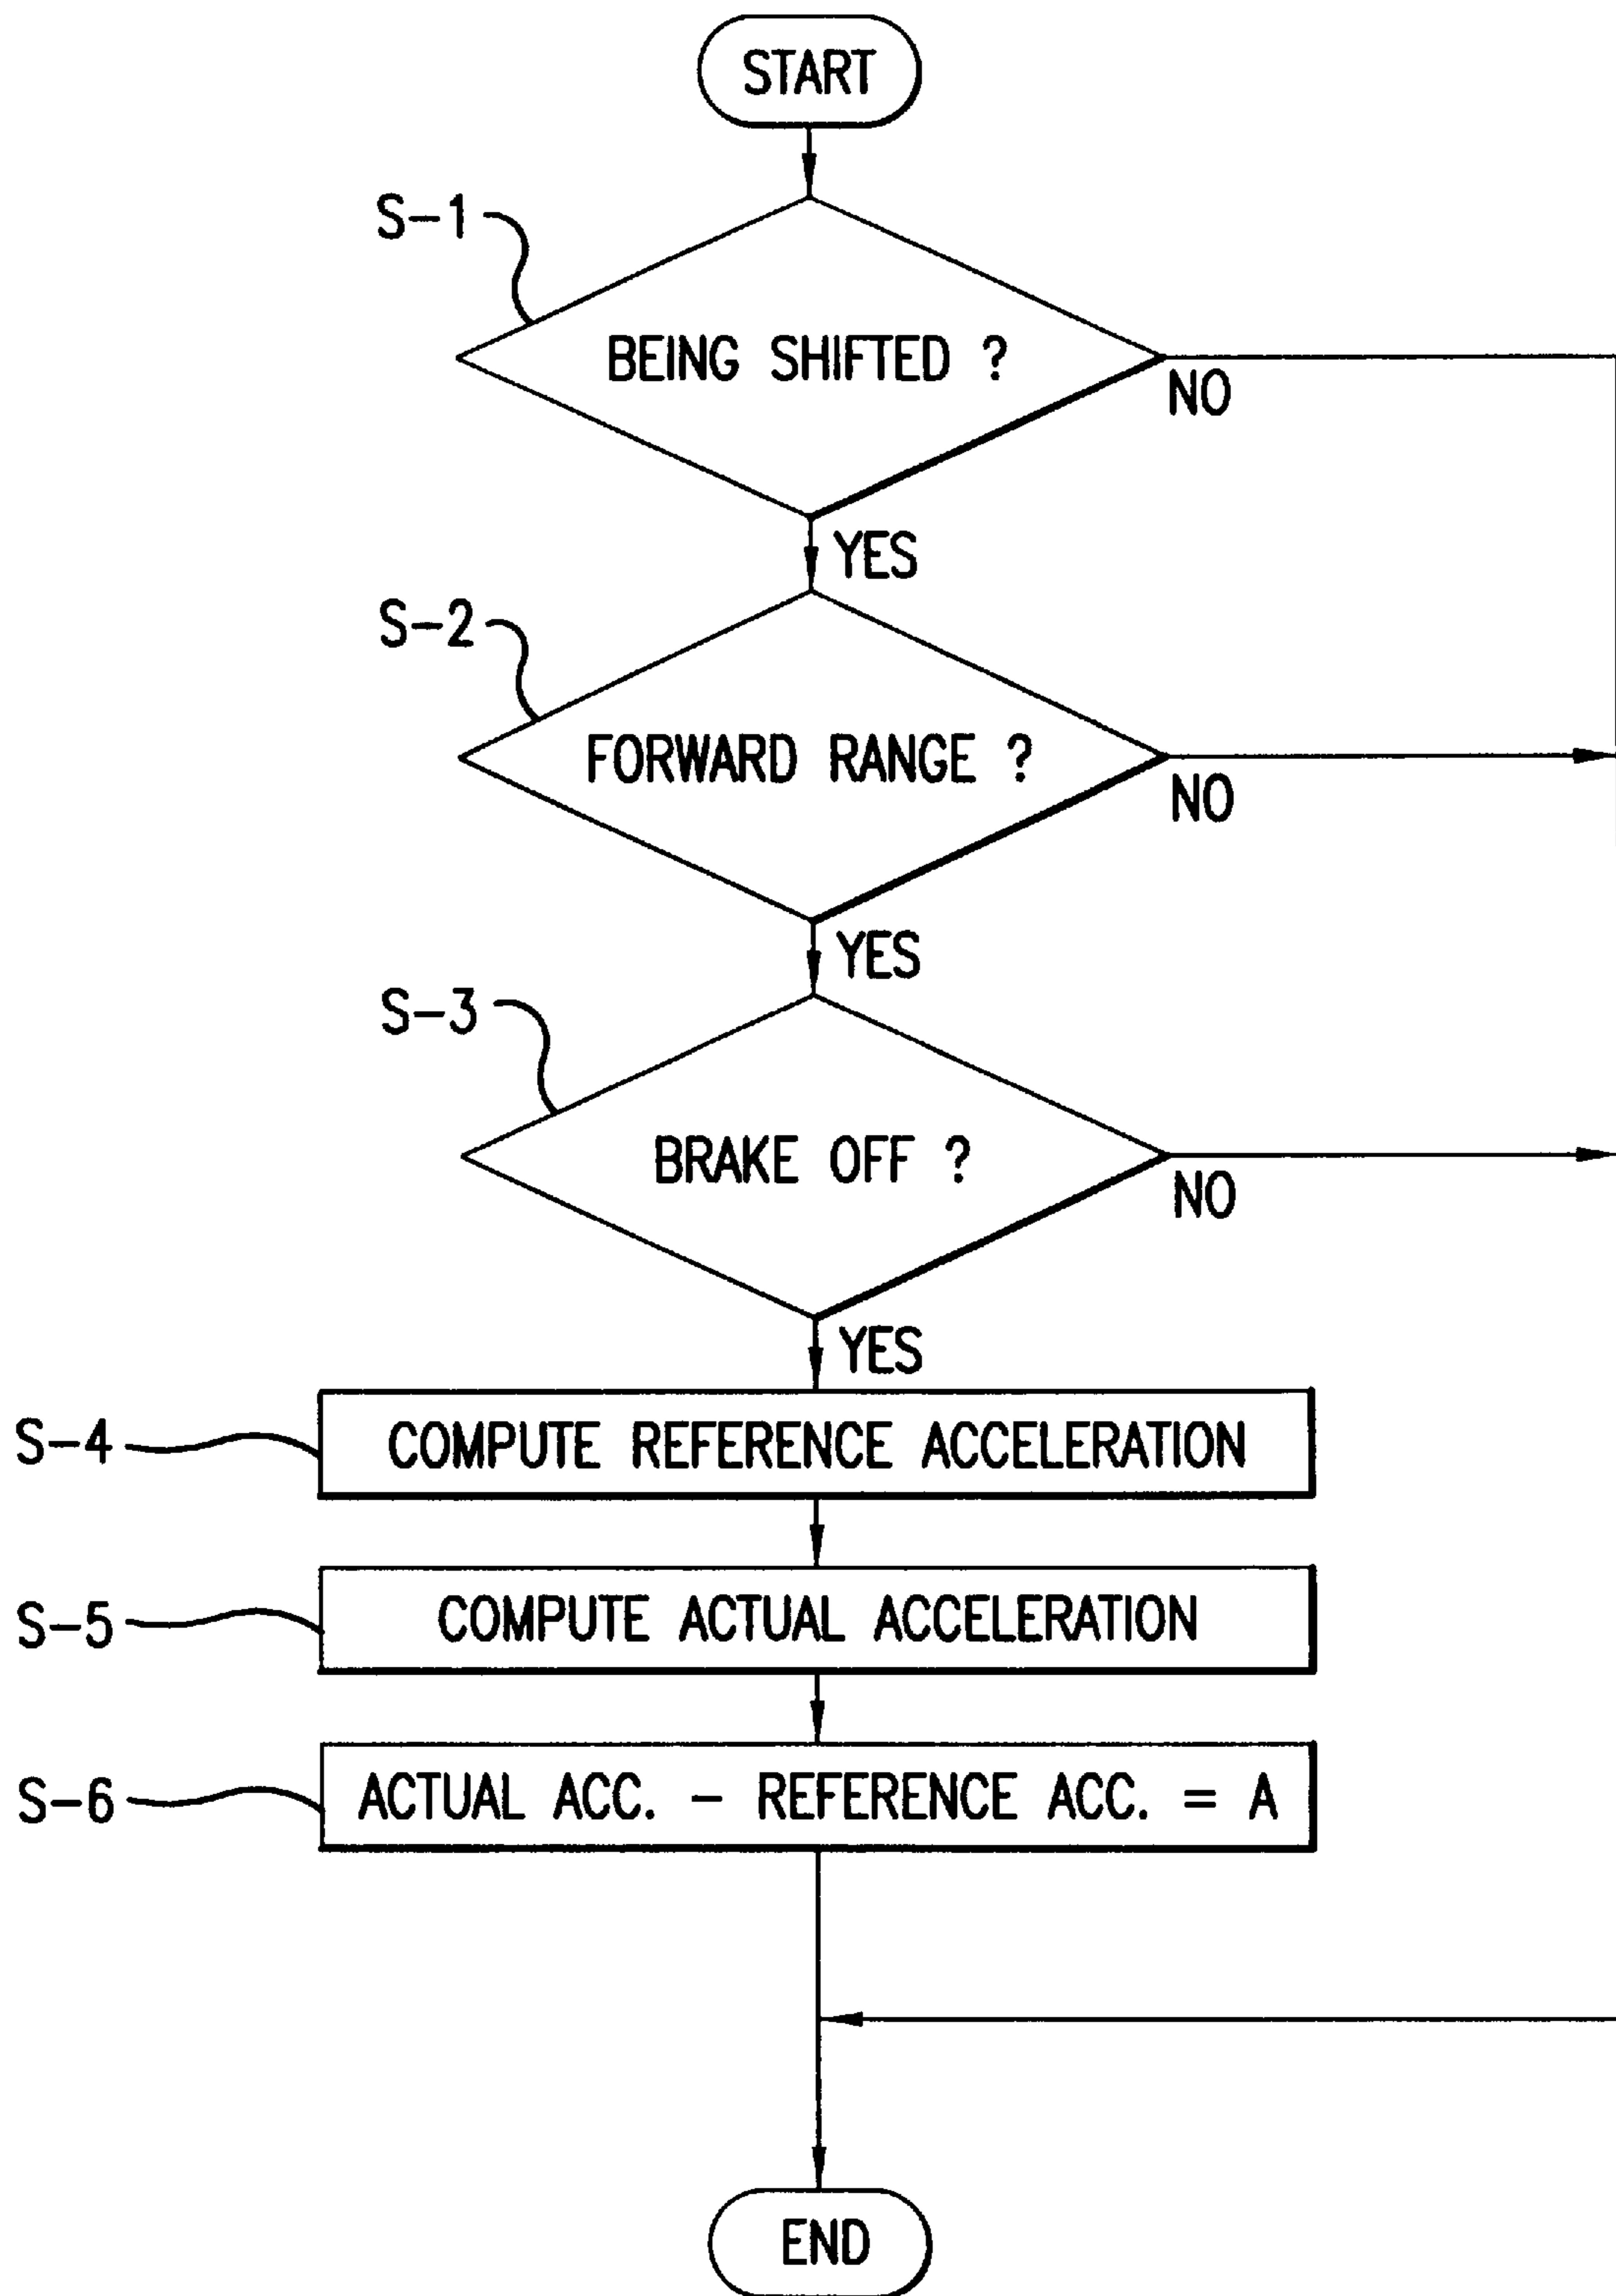 START
S-1
BEING SHIFTED ?
NO
YES
S-2
FORWARD RANGE ?
NO
YES
S-3
BRAKE OFF ?
NO
YES
S-4
COMPUTE REFERENCE ACCELERATION
S-5
COMPUTE ACTUAL ACCELERATION
S-6
ACTUAL ACC. - REFERENCE ACC. = A
END